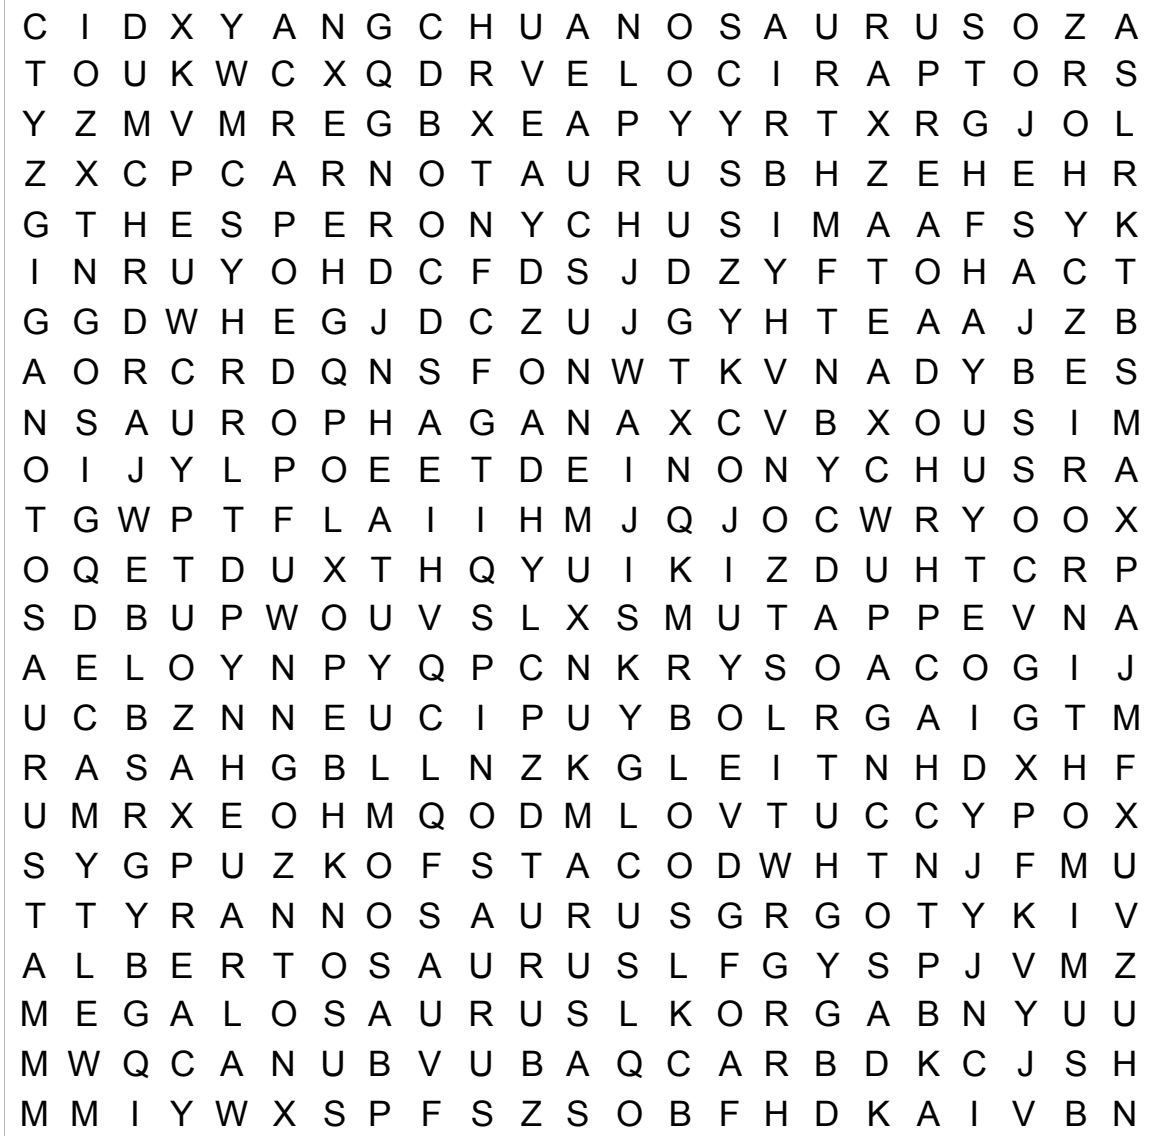 C I D X Y A N G C H U A N O S A U R U S O Z A
T O U K W C X Q D R V E L O C I R A P T O R S
Y Z M V M R E G B X E A P Y Y R T X R G J O L
Z X C P C A R N O T A U R U S B H Z E H E H R
G T H E S P E R O N Y C H U S I M A A F S Y K
I N R U Y O H D C F D S J D Z Y F T O H A C T
G G D W H E G J D C Z U J G Y H T E A A J Z B
A O R C R D Q N S F O N W T K V N A D Y B E S
N S A U R O P H A G A N A X C V B X O U S I M
O I J Y L P O E E T D E I N O N Y C H U S R A
T G W P T F L A I I H M J Q J O C W R Y O O X
O Q E T D U X T H Q Y U I K I Z D U H T C R P
S D B U P W O U V S L X S M U T A P P E V N A
A E L O Y N P Y Q P C N K R Y S O A C O G I J
U C B Z N N E U C I P U Y B O L R G A I G T M
R A S A H G B L L N Z K G L E I T N H D X H F
U M R X E O H M Q O D M L O V T U C C Y P O X
S Y G P U Z K O F S T A C O D W H T N J F M U
T T Y R A N N O S A U R U S G R G O T Y K I V
A L B E R T O S A U R U S L F G Y S P J V M Z
M E G A L O S A U R U S L K O R G A B N Y U U
M W Q C A N U B V U B A Q C A R B D K C J S H
M M I Y W X S P F S Z S O B F H D K A I V B N